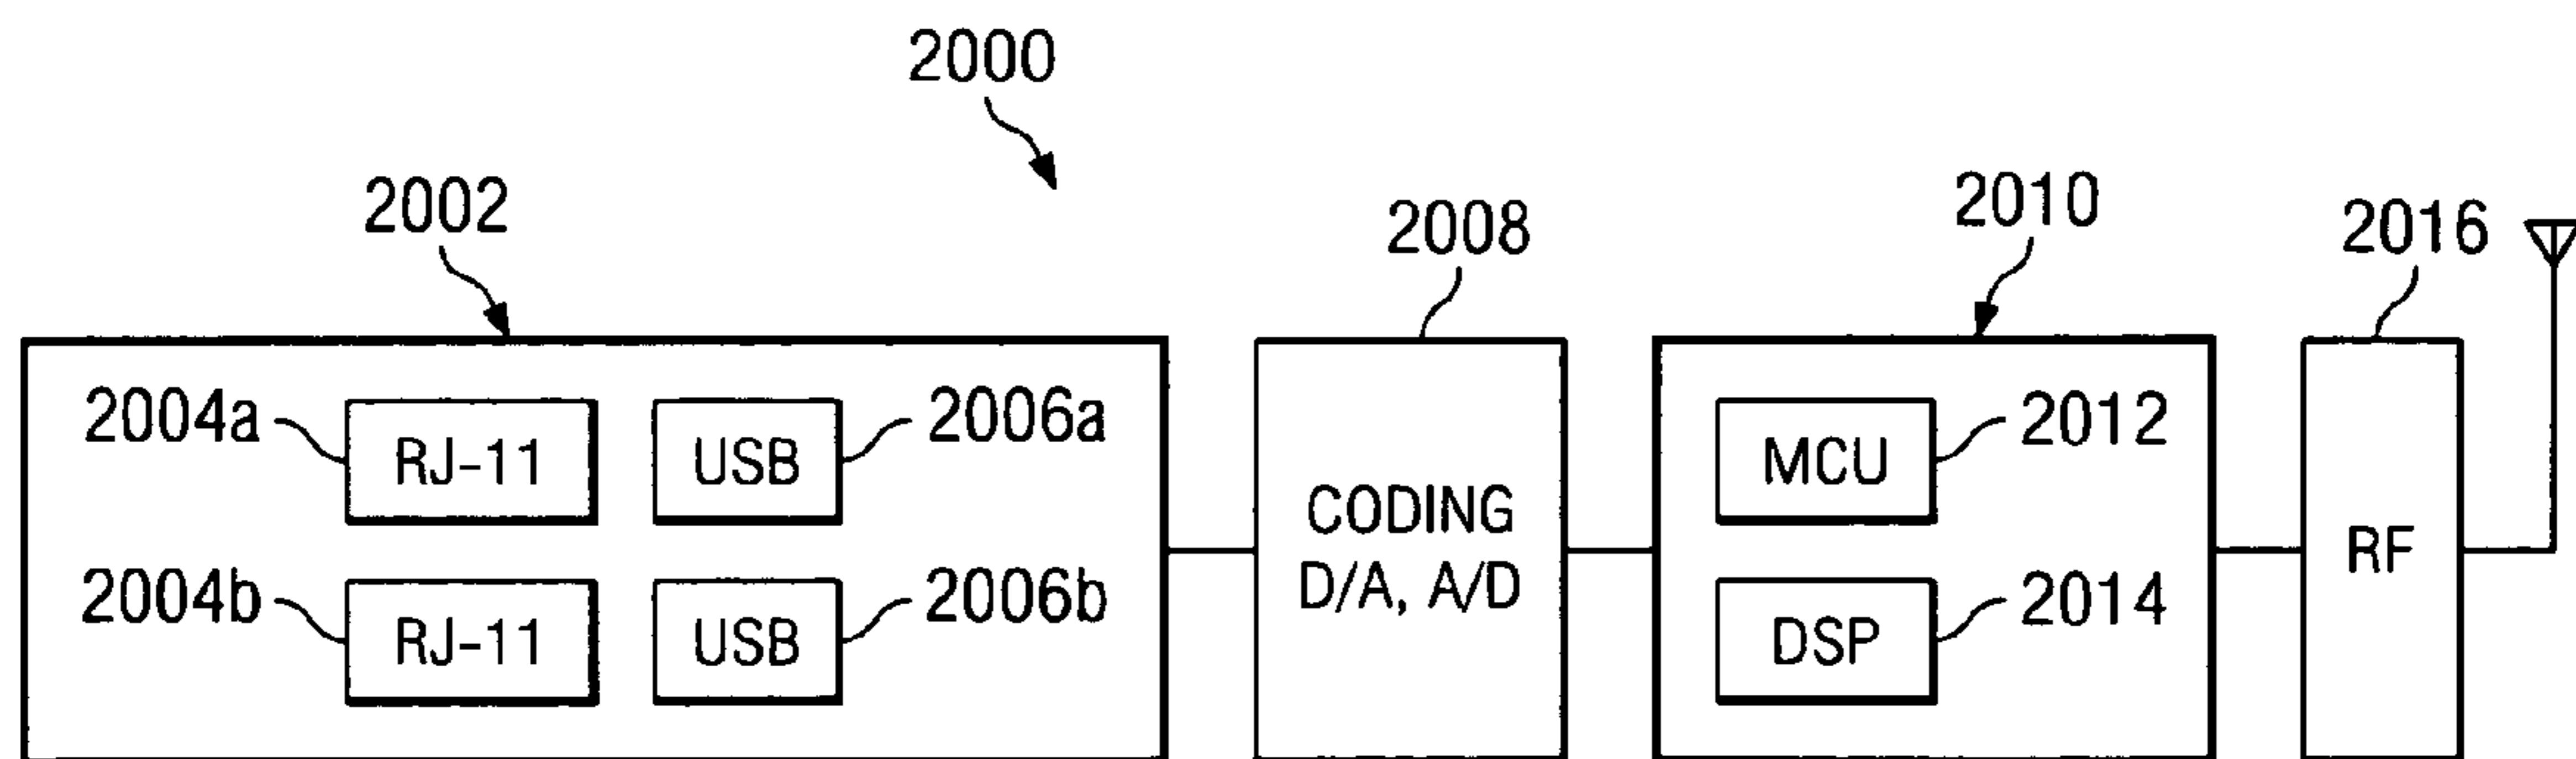 2000
2002
2008
2010
2016
2004a
RJ-11
USB
2006a
2004b
RJ-11
USB
2006b
CODING
D/A, A/D
MCU
2012
DSP
2014
RF